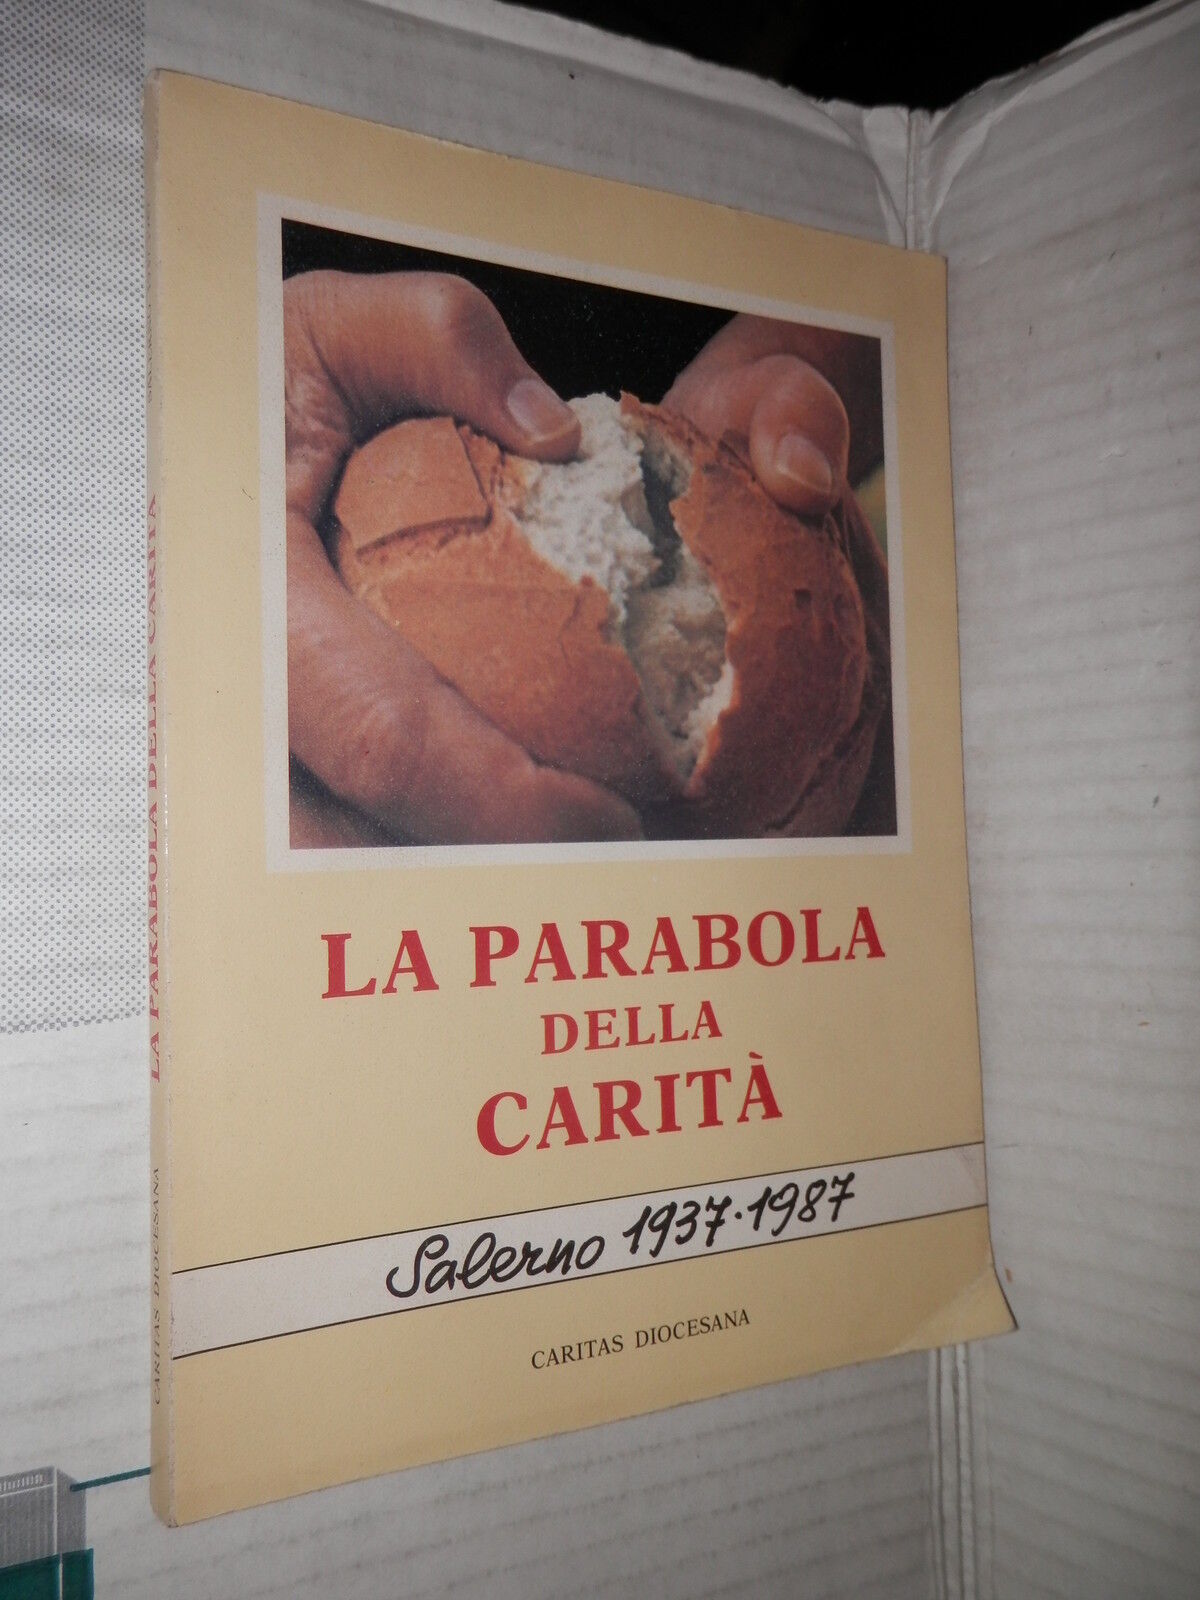 LA PARABOLA
DELLA
CARITÀ
Salerno 1937·1987
CARITAS DIOCESANA
LA PARABOLA DELLA CARITÀ
CARITAS DIOCESANA